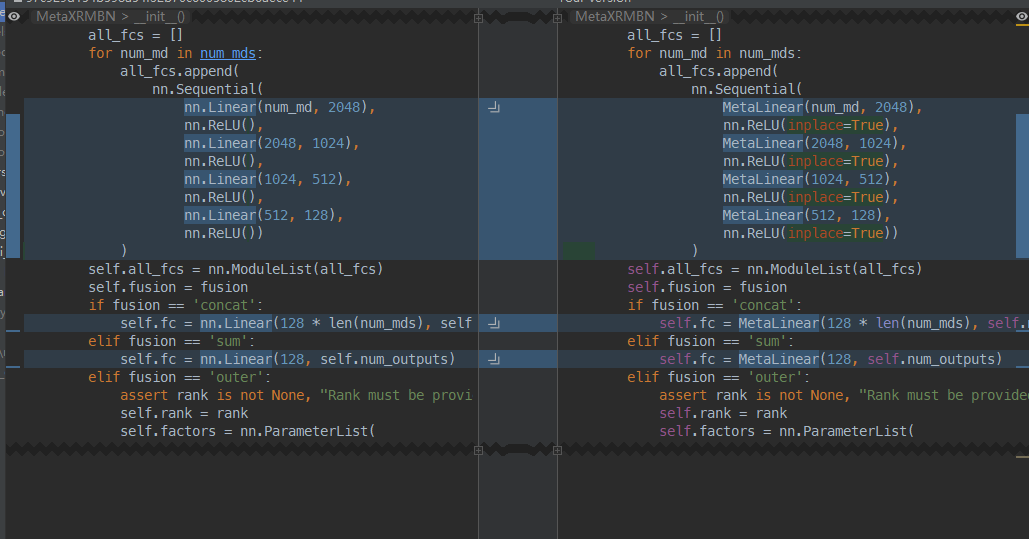 Your version
MetaXRMBN > __init__()
all_fcs = []
for num_md in num_mds:
all_fcs.append(
nn.Sequential(
nn.Linear(num_md, 2048),
nn.ReLU(),
nn.Linear(2048, 1024),
nn.ReLU(),
nn.Linear(1024, 512),
nn.ReLU(),
nn.Linear(512, 128),
nn.ReLU())
)
self.all_fcs = nn.ModuleList(all_fcs)
self.fusion = fusion
if fusion == 'concat':
self.fc = nn.Linear(128 * len(num_mds), self
elif fusion == 'sum':
self.fc = nn.Linear(128, self.num_outputs)
elif fusion == 'outer':
assert rank is not None, "Rank must be provi
self.rank = rank
self.factors = nn.ParameterList(
MetaXRMBN > __init__()
all_fcs = []
for num_md in num_mds:
all_fcs.append(
nn.Sequential(
MetaLinear(num_md, 2048),
nn.ReLU(inplace=True),
MetaLinear(2048, 1024),
nn.ReLU(inplace=True),
MetaLinear(1024, 512),
nn.ReLU(inplace=True),
MetaLinear(512, 128),
nn.ReLU(inplace=True))
)
self.all_fcs = nn.ModuleList(all_fcs)
self.fusion = fusion
if fusion == 'concat':
self.fc = MetaLinear(128 * len(num_mds), self.
elif fusion == 'sum':
self.fc = MetaLinear(128, self.num_outputs)
elif fusion == 'outer':
assert rank is not None, "Rank must be provided
self.rank = rank
self.factors = nn.ParameterList(